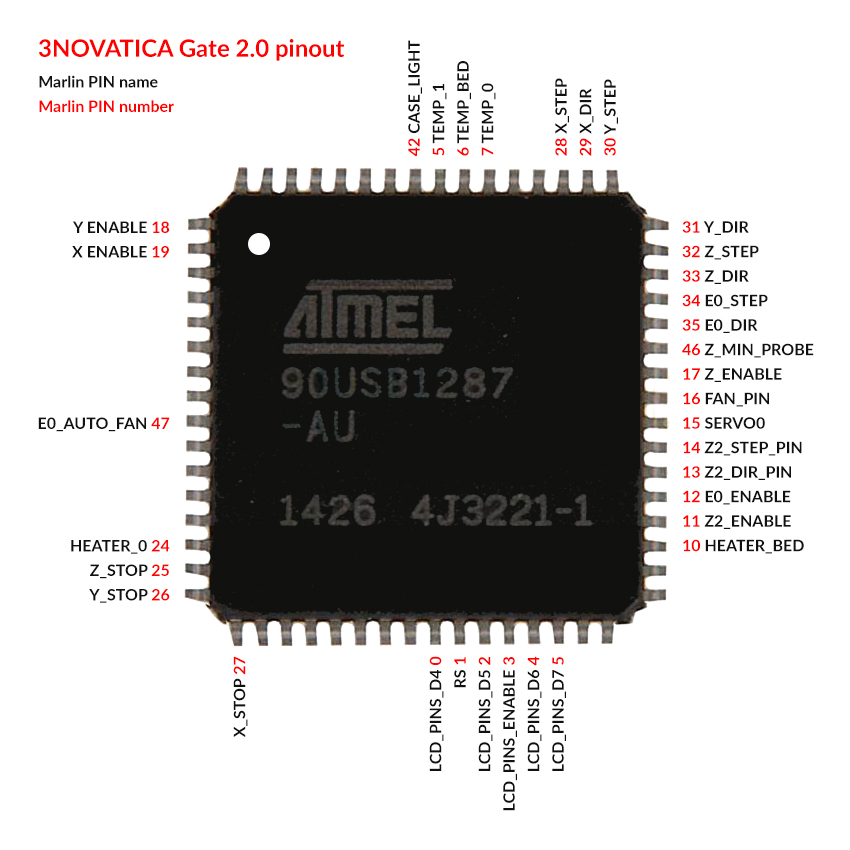 3NOVATICA Gate 2.0 pinout
Marlin PIN name
Marlin PIN number
42 CASE_LIGHT
5 TEMP_1
6 TEMP_BED
7 TEMP_0
28 X_STEP
29 X_DIR
30 Y_STEP
Y ENABLE 18
X ENABLE 19
E0_AUTO_FAN 47
HEATER_0 24
Z_STOP 25
Y_STOP 26
ATMEL
90USB1287
-AU
1426 4J3221-1
31 Y_DIR
32 Z_STEP
33 Z_DIR
34 E0_STEP
35 E0_DIR
46 Z_MIN_PROBE
17 Z_ENABLE
16 FAN_PIN
15 SERVO0
14 Z2_STEP_PIN
13 Z2_DIR_PIN
12 E0_ENABLE
11 Z2_ENABLE
10 HEATER_BED
X_STOP 27
LCD_PINS_D4 0
RS 1
LCD_PINS_D5 2
LCD_PINS_ENABLE 3
LCD_PINS_D6 4
LCD_PINS_D7 5